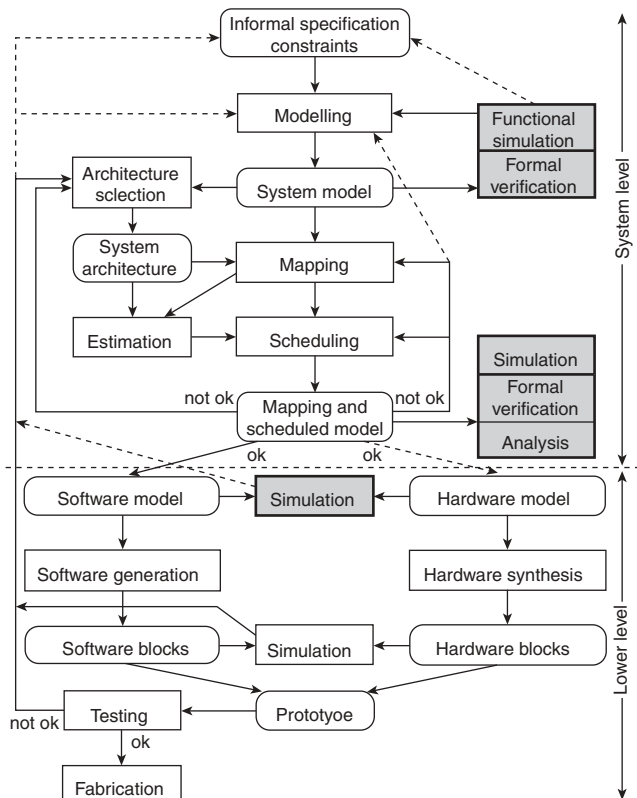 Informal specification
constraints
Modelling
Functional
simulation
Formal
verification
System level
Architecture
sclection
System model
System
architecture
Mapping
Estimation
Scheduling
Simulation
Formal
verification
Analysis
not ok
Mapping and
scheduled model
not ok
ok
ok
Software model
Simulation
Hardware model
Software generation
Hardware synthesis
Software blocks
Simulation
Hardware blocks
Lower level
not ok
Testing
Prototyoe
ok
Fabrication